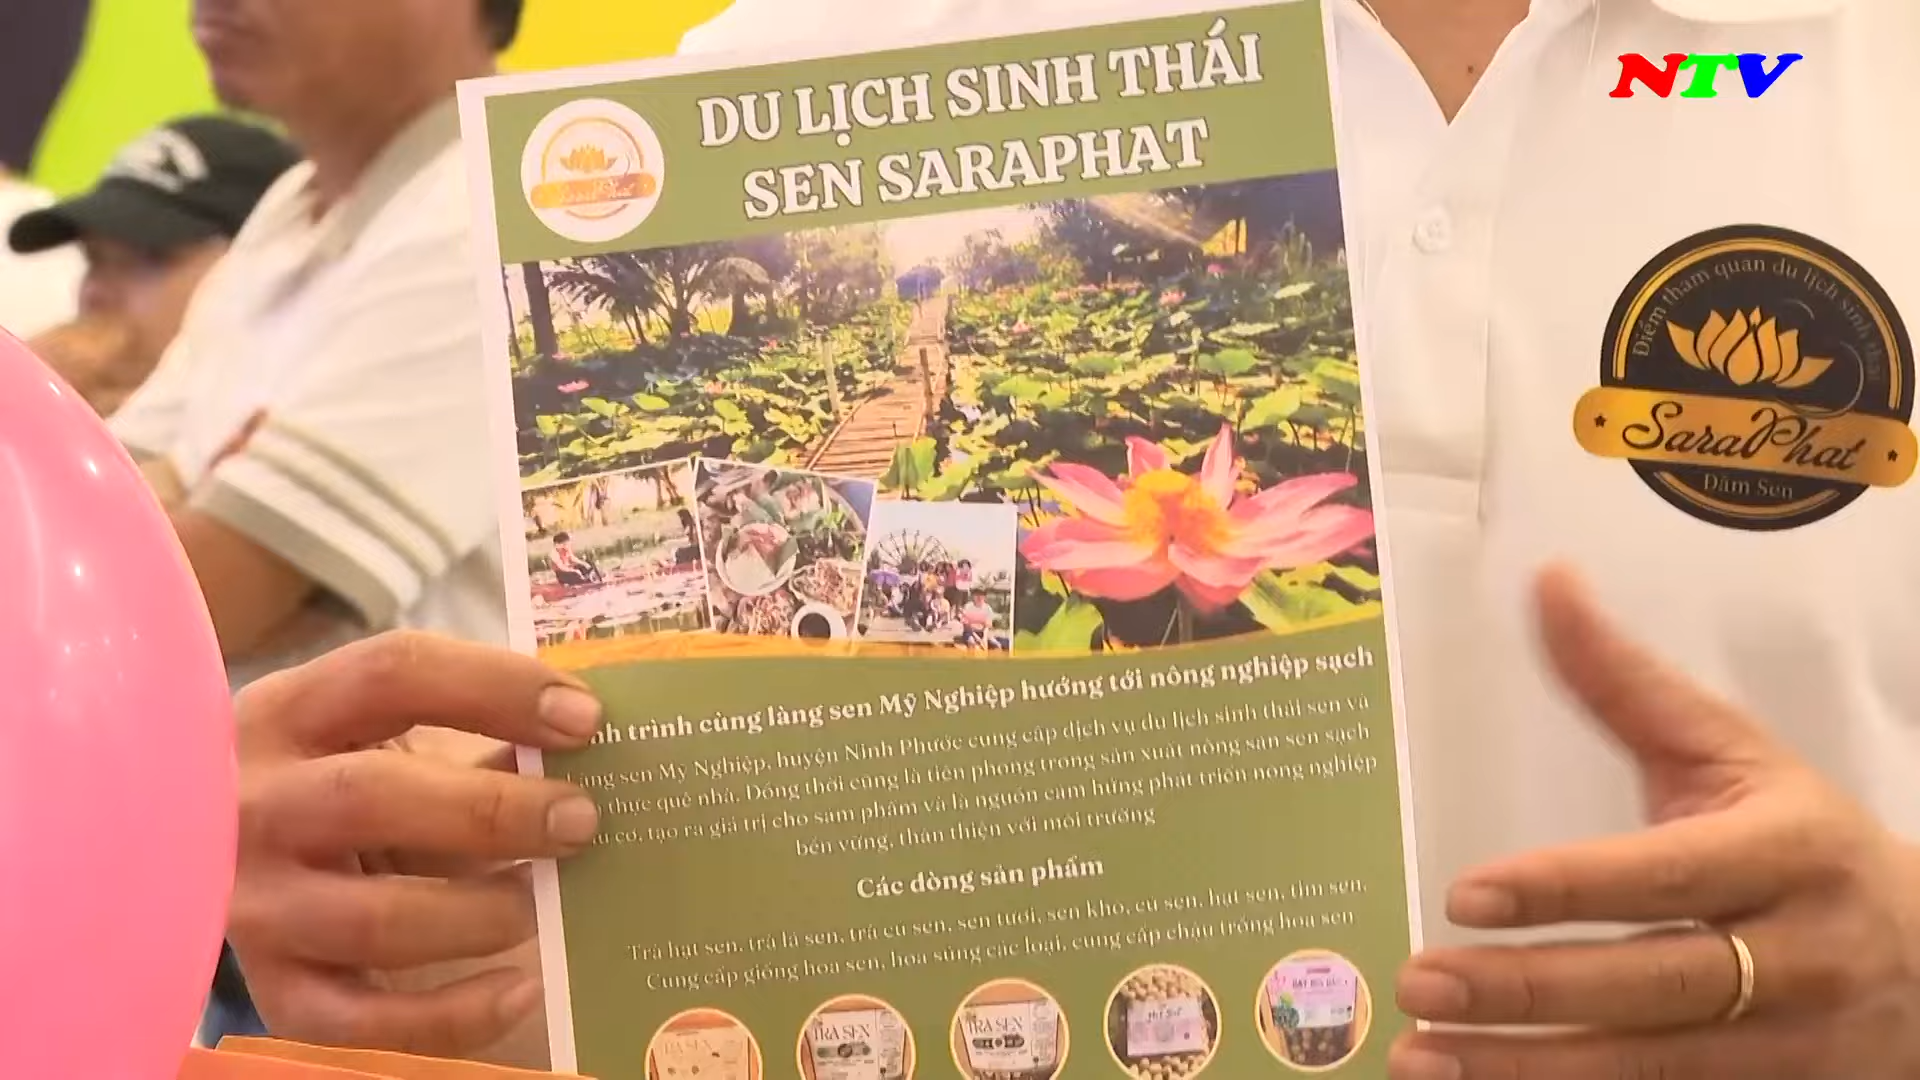 NTV
DU LỊCH SINH THÁI
SEN SARAPHAT
SaraPhat
Điểm tham quan du lịch sinh thái
SaraPhat
Đầm Sen
trình cùng làng sen Mỹ Nghiệp hướng tới nông nghiệp sạch
sen Mỹ Nghiệp, huyện Ninh Phước cung cấp dịch vụ du lịch sinh thái sen và
thực quê nhà. Đồng thời cũng là tiên phong trong sản xuất nông sản sen sạch
cơ, tạo ra giá trị cho sảm phẩm và là nguồn cảm hứng phát triển nông nghiệp
bền vững, thân thiện với môi trường
Các dòng sản phẩm
Trà hạt sen, trà lá sen, trà củ sen, sen tươi, sen khô, củ sen, hạt sen, tim sen.
Cung cấp giống hoa sen, hoa súng các loại, cung cấp chậu trồng hoa sen
TRÀ SEN
TRÀ SEN
TRÀ SEN